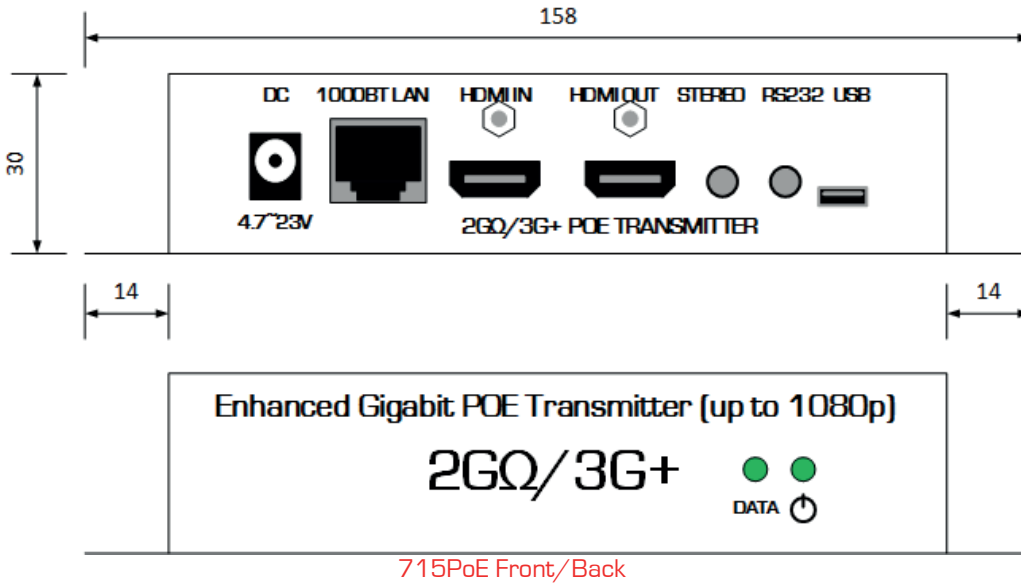 158
DC 1000BT LAN HDMI IN HDMI OUT STEREO RS232 USB
30
4.7~23V 2GΩ/3G+ POE TRANSMITTER
14 14
Enhanced Gigabit POE Transmitter (up to 1080p)
2GΩ/3G+
DATA
715PoE Front/Back